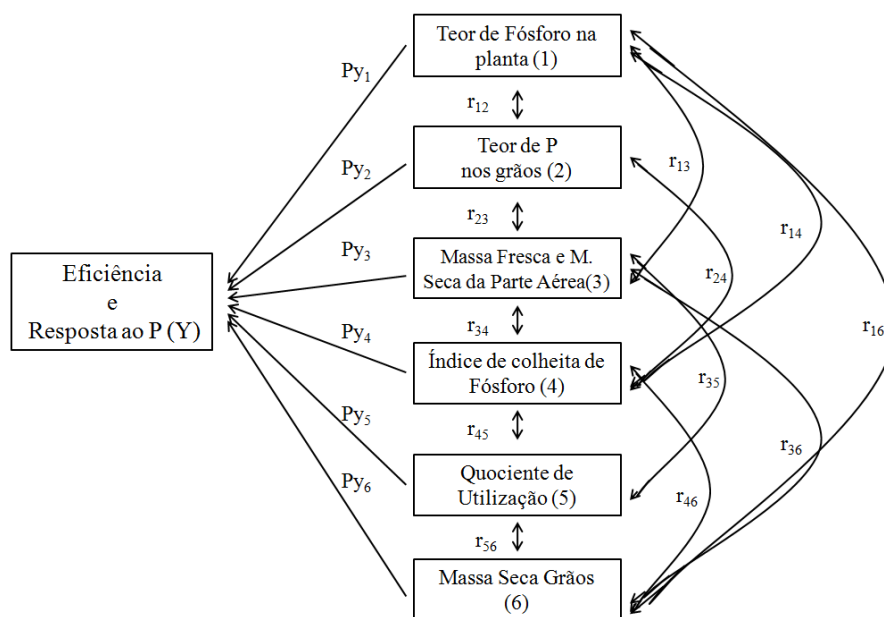 Teor de Fósforo na
planta (1)
Py1
r12
Teor de P
nos grãos (2)
Py2
r13
r23
r14
Py3
Massa Fresca e M.
Seca da Parte Aérea(3)
Eficiência
e
Resposta ao P (Y)
r24
r34
r16
Py4
Índice de colheita de
Fósforo (4)
r35
Py5
r45
r36
Quociente de
Utilização (5)
Py6
r46
r56
Massa Seca Grãos
(6)